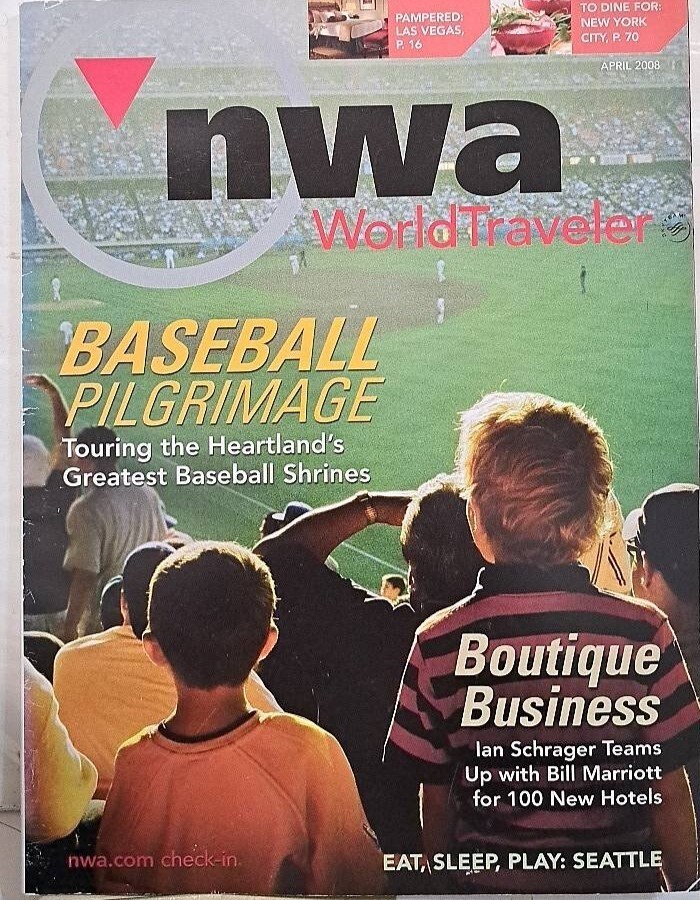 PAMPERED:
LAS VEGAS,
P. 16
TO DINE FOR:
NEW YORK
CITY, P. 70
APRIL 2008
nwa
WorldTraveler
BASEBALL
PILGRIMAGE
Touring the Heartland's
Greatest Baseball Shrines
Boutique
Business
Ian Schrager Teams
Up with Bill Marriott
for 100 New Hotels
nwa.com check-in
EAT, SLEEP, PLAY: SEATTLE